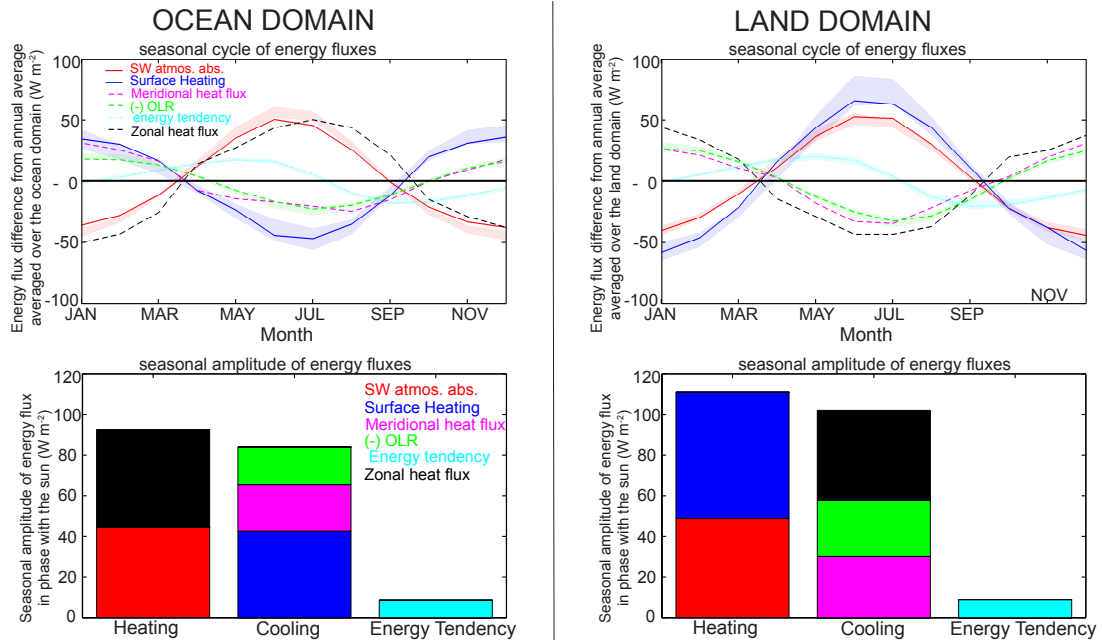 OCEAN DOMAIN
seasonal cycle of energy fluxes
Energy flux difference from annual average
averaged over the ocean domain (W m-2)
100
50
- 0
-50
-100
SW atmos. abs.
Surface Heating
Meridional heat flux
(-) OLR
energy tendency
Zonal heat flux
JAN MAR MAY JUL SEP NOV
Month
LAND DOMAIN
seasonal cycle of energy fluxes
Energy flux difference from annual average
averaged over the land domain (W m-2)
100
50
- 0
-50
-100
NOV
JAN MAR MAY JUL SEP
Month
seasonal amplitude of energy fluxes
Seasonal amplitude of energy flux
in phase with the sun (W m-2)
120
100
80
60
40
20
0
SW atmos. abs.
Surface Heating
Meridional heat flux
(-) OLR
Energy tendency
Zonal heat flux
Heating Cooling Energy Tendency
seasonal amplitude of energy fluxes
Seasonal amplitude of energy flux
in phase with the sun (W m-2)
120
100
80
60
40
20
0
Heating Cooling Energy Tendency